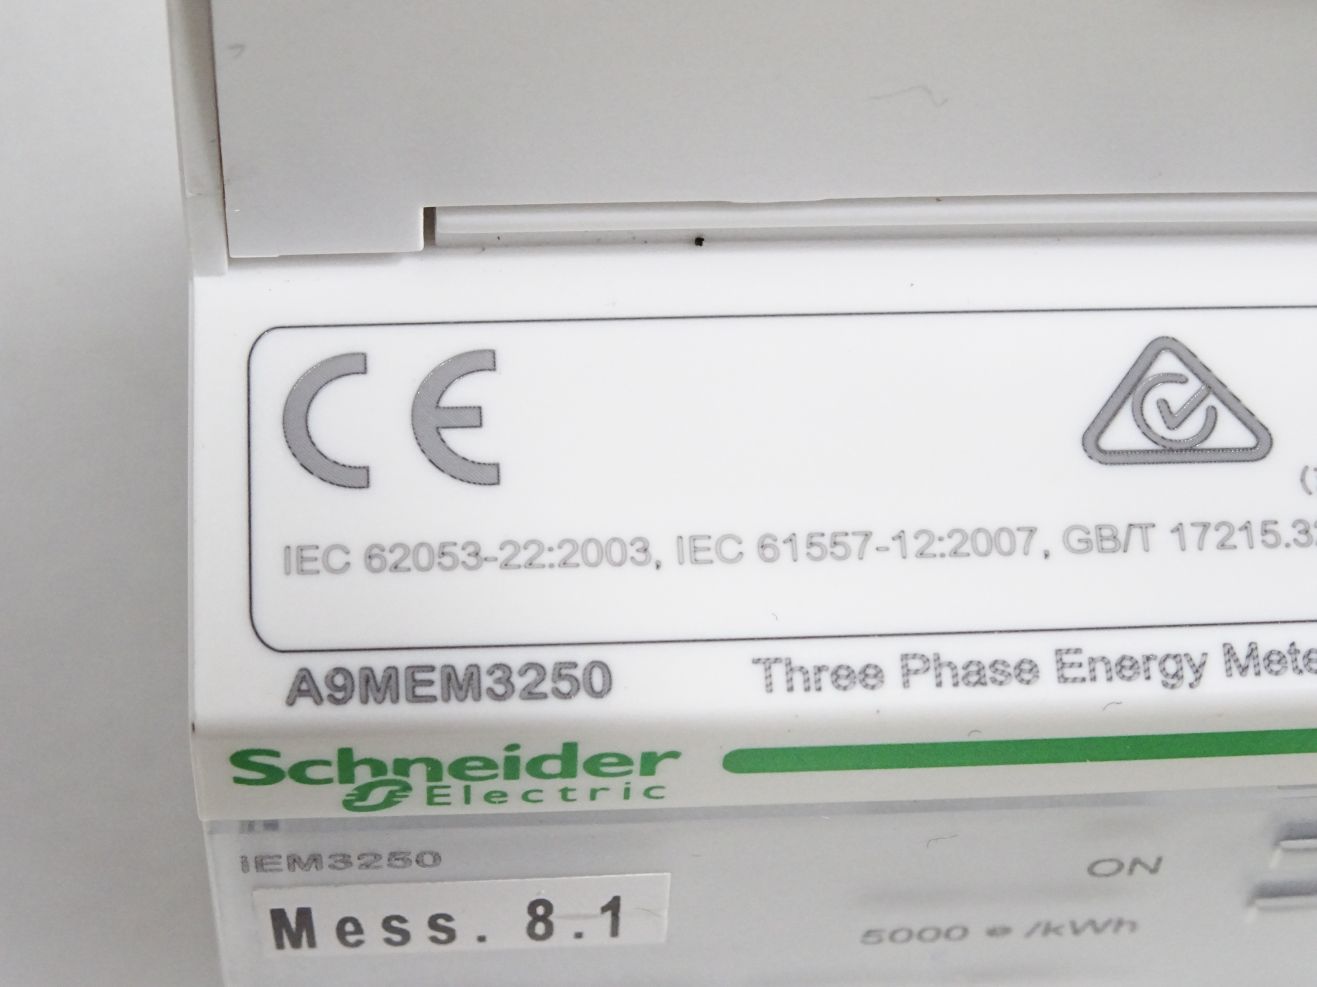 CE
IEC 62053-22:2003, IEC 61557-12:2007, GB/T 17215.32
A9MEM3250
Three Phase Energy Mete
Schneider
Electric
iEM3250
ON
Mess. 8.1
5000 /kWh